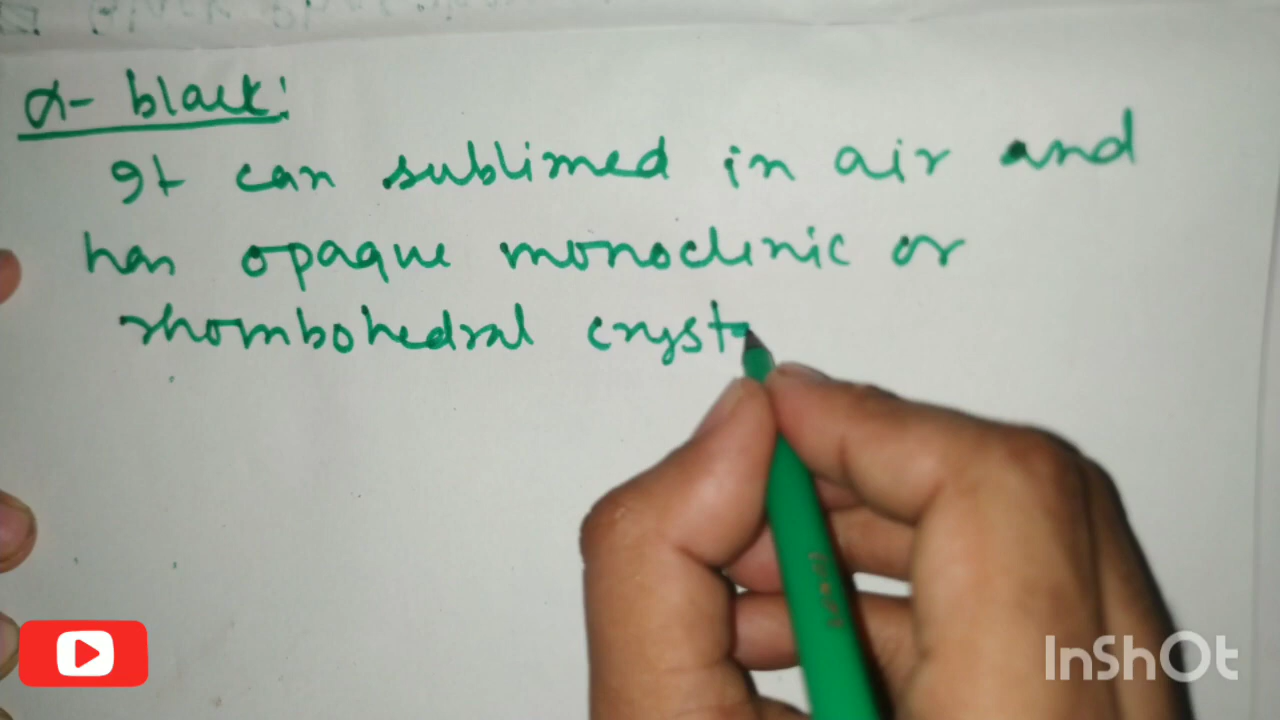 α- black:
It can sublimed in air and
has opaque monoclinic or
rhombohedral crysta
InShOt